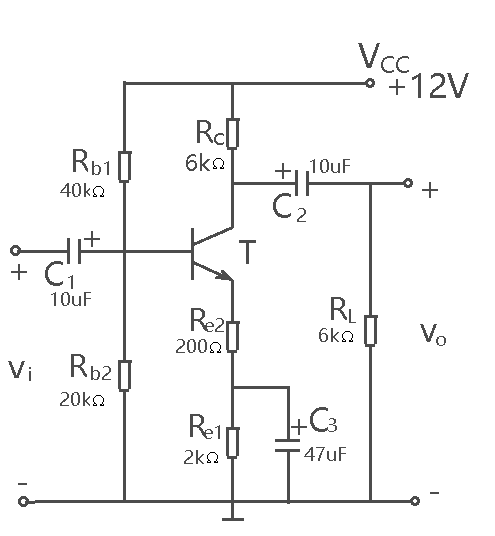 VCC
+12V
Rc
6kΩ
10uF
+
C2
+
Rb1
40kΩ
+
T
+
C1
10uF
Re2
200Ω
RL
6kΩ
vo
vi
Rb2
20kΩ
Re1
2kΩ
+
C3
47uF
-
-